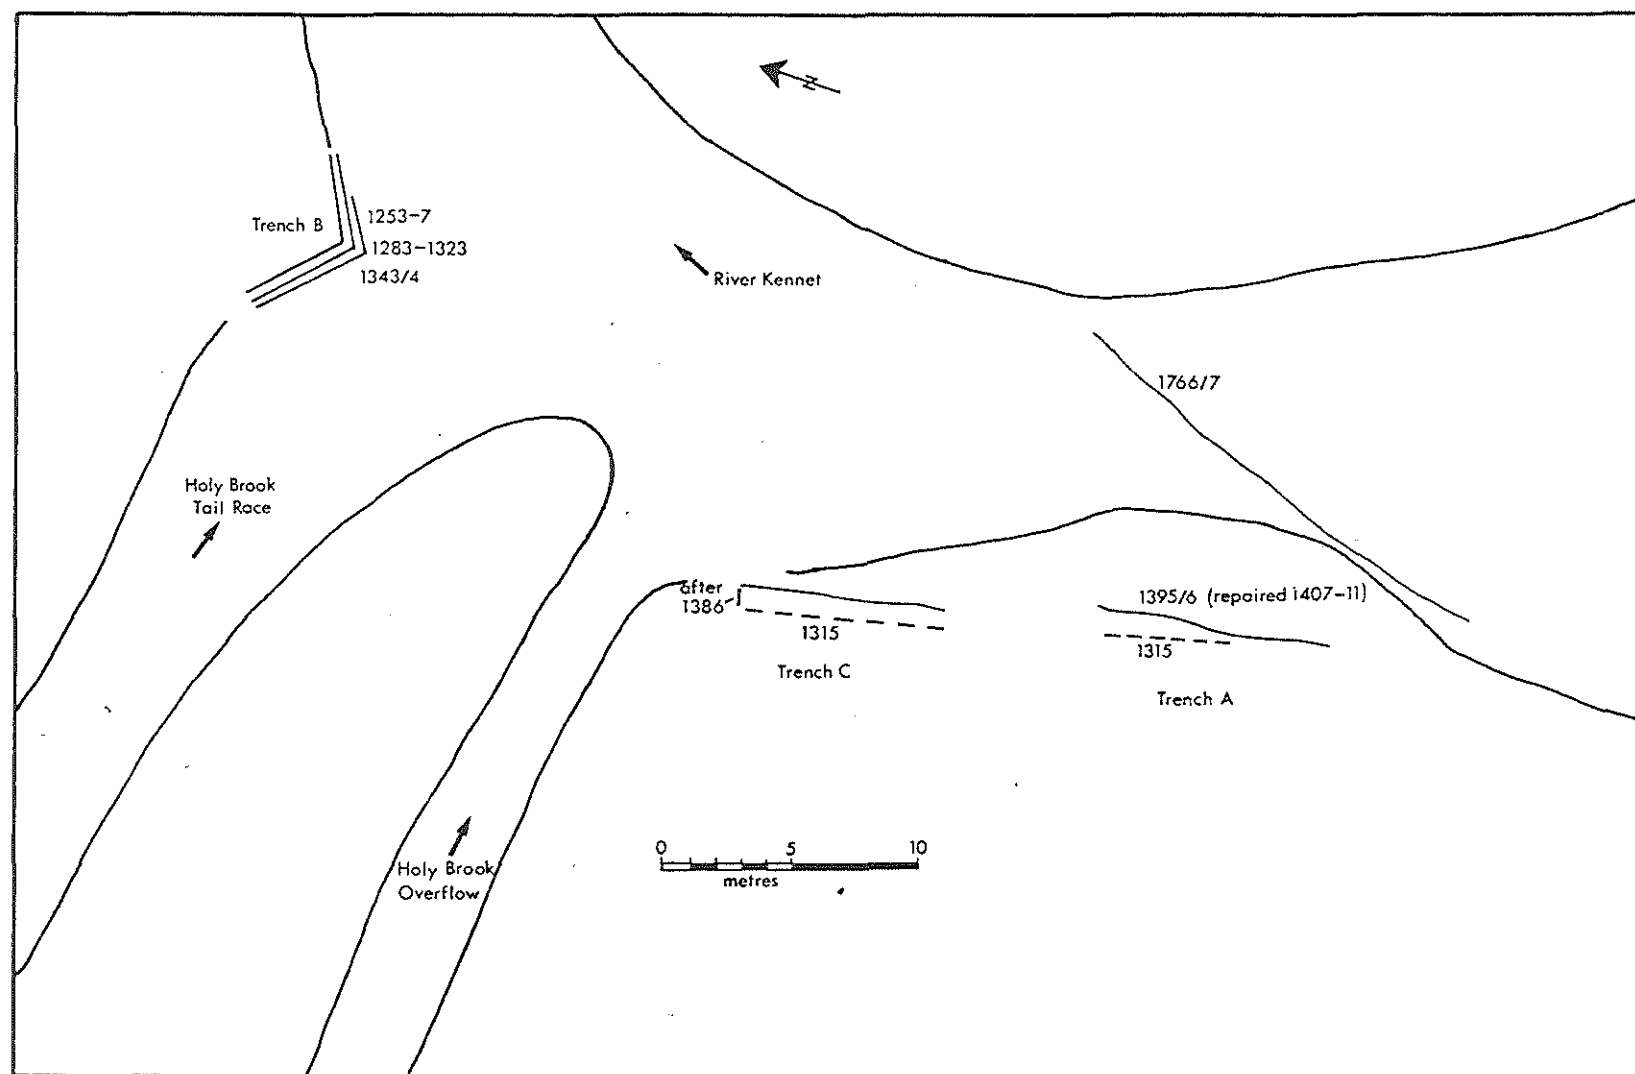 N
Trench B
1253-7
1283-1323
1343/4
River Kennet
1766/7
Holy Brook
Tail Race
after
1386
1315
Trench C
1395/6 (repaired 1407-11)
1315
Trench A
0 5 10
metres
Holy Brook
Overflow